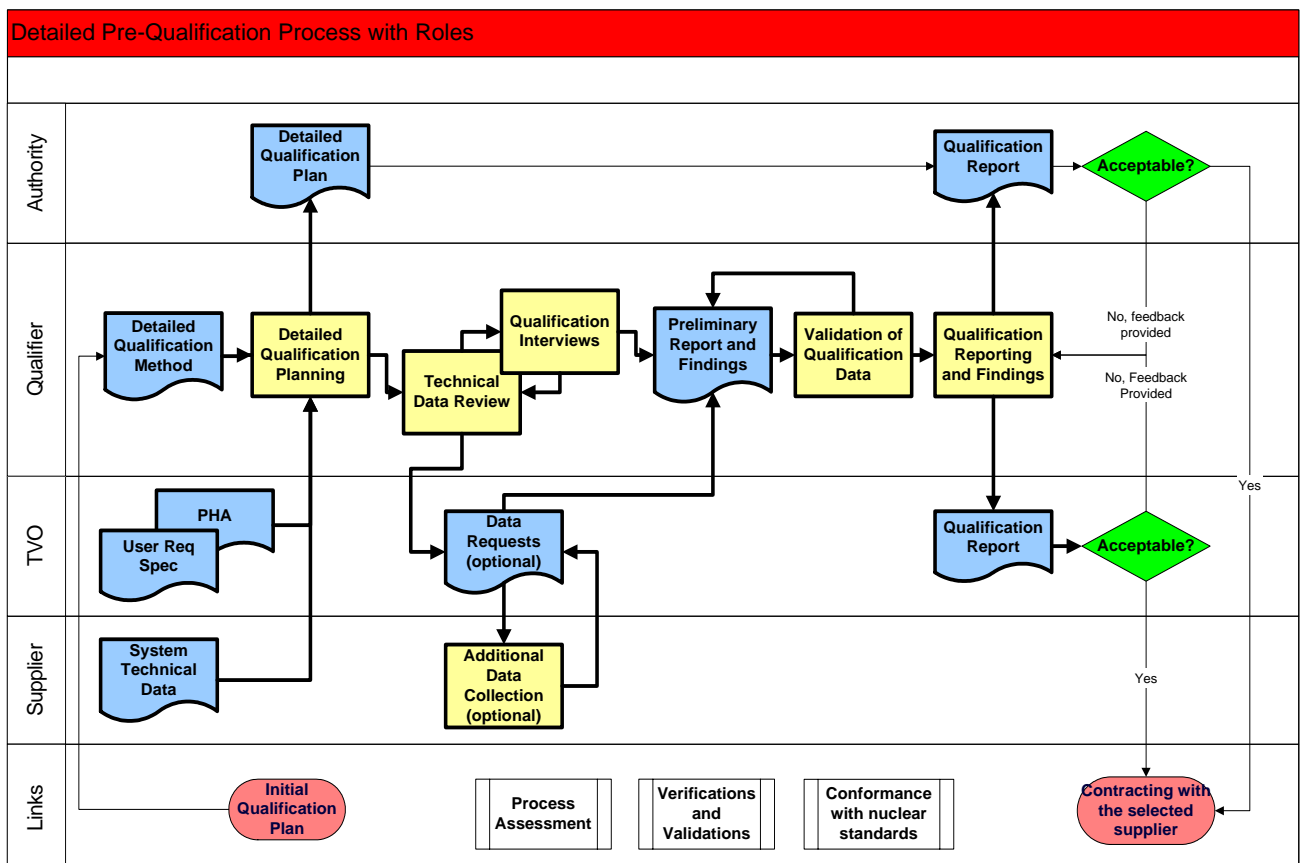 Detailed Pre-Qualification Process with Roles
Authority
Detailed
Qualification
Plan
Qualification
Report
Acceptable?
Qualifier
Detailed
Qualification
Method
Detailed
Qualification
Planning
Technical
Data Review
Qualification
Interviews
Preliminary
Report and
Findings
Validation of
Qualification
Data
Qualification
Reporting
and Findings
No, feedback
provided
No, Feedback
Provided
Yes
TVO
PHA
User Req
Spec
Data
Requests
(optional)
Qualification
Report
Acceptable?
Supplier
System
Technical
Data
Additional
Data
Collection
(optional)
Yes
Links
Initial
Qualification
Plan
Process
Assessment
Verifications
and
Validations
Conformance
with nuclear
standards
Contracting with
the selected
supplier